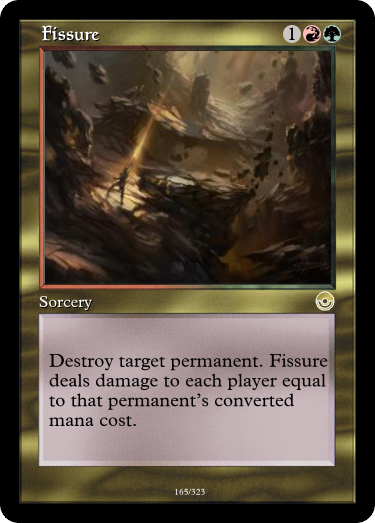 Fissure 1
Sorcery
Destroy target permanent. Fissure
deals damage to each player equal
to that permanent's converted
mana cost.
165/323